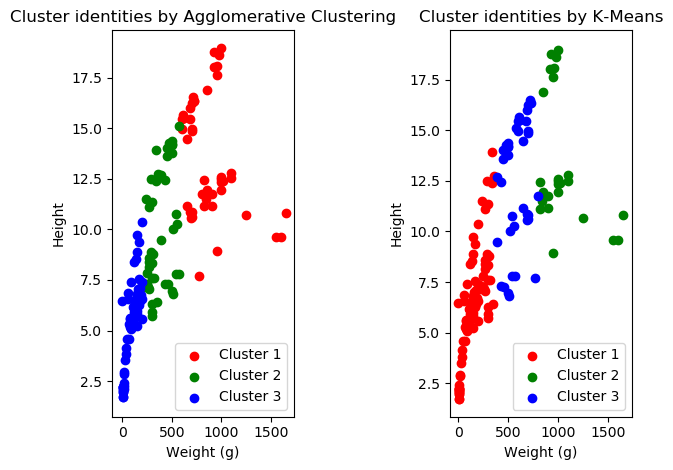 Cluster identities by Agglomerative Clustering
17.5
15.0
12.5
10.0
7.5
5.0
2.5
Height
0
500
1000
1500
Weight (g)
Cluster 1
Cluster 2
Cluster 3
Cluster identities by K-Means
17.5
15.0
12.5
10.0
7.5
5.0
2.5
Height
0
500
1000
1500
Weight (g)
Cluster 1
Cluster 2
Cluster 3